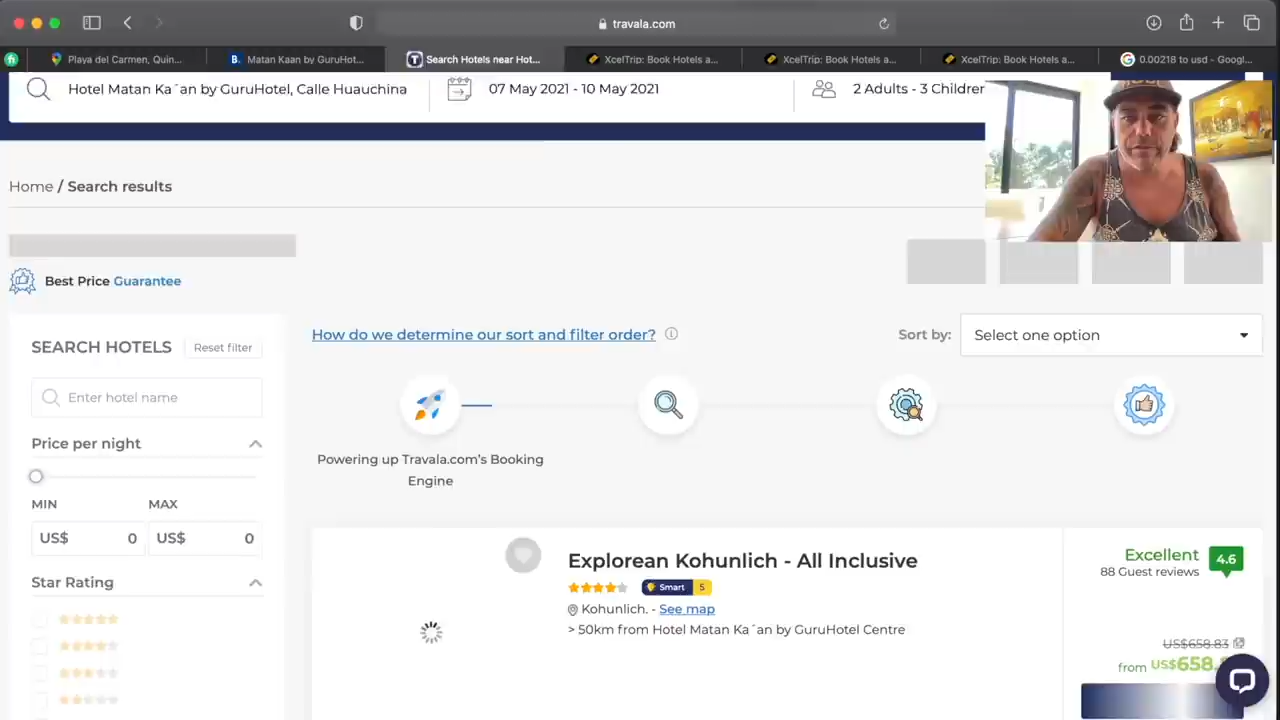 travala.com
Playa del Carmen, Quin...
B. Matan Kaan by GuruHot...
Search Hotels near Hot...
XcelTrip: Book Hotels a...
XcelTrip: Book Hotels a...
XcelTrip: Book Hotels a...
0.00218 to usd - Googl...
Hotel Matan Ka´an by GuruHotel, Calle Huauchina
07 May 2021 - 10 May 2021
2 Adults - 3 Children
Home / Search results
Best Price Guarantee
SEARCH HOTELS
Reset filter
Enter hotel name
Price per night
MIN
MAX
US$ 0
US$ 0
Star Rating
How do we determine our sort and filter order?
Sort by:
Select one option
Powering up Travala.com’s Booking
Engine
Explorean Kohunlich - All Inclusive
Smart 5
Kohunlich. - See map
> 50km from Hotel Matan Ka´an by GuruHotel Centre
Excellent
88 Guest reviews
4.6
US$658.83
from US$658.